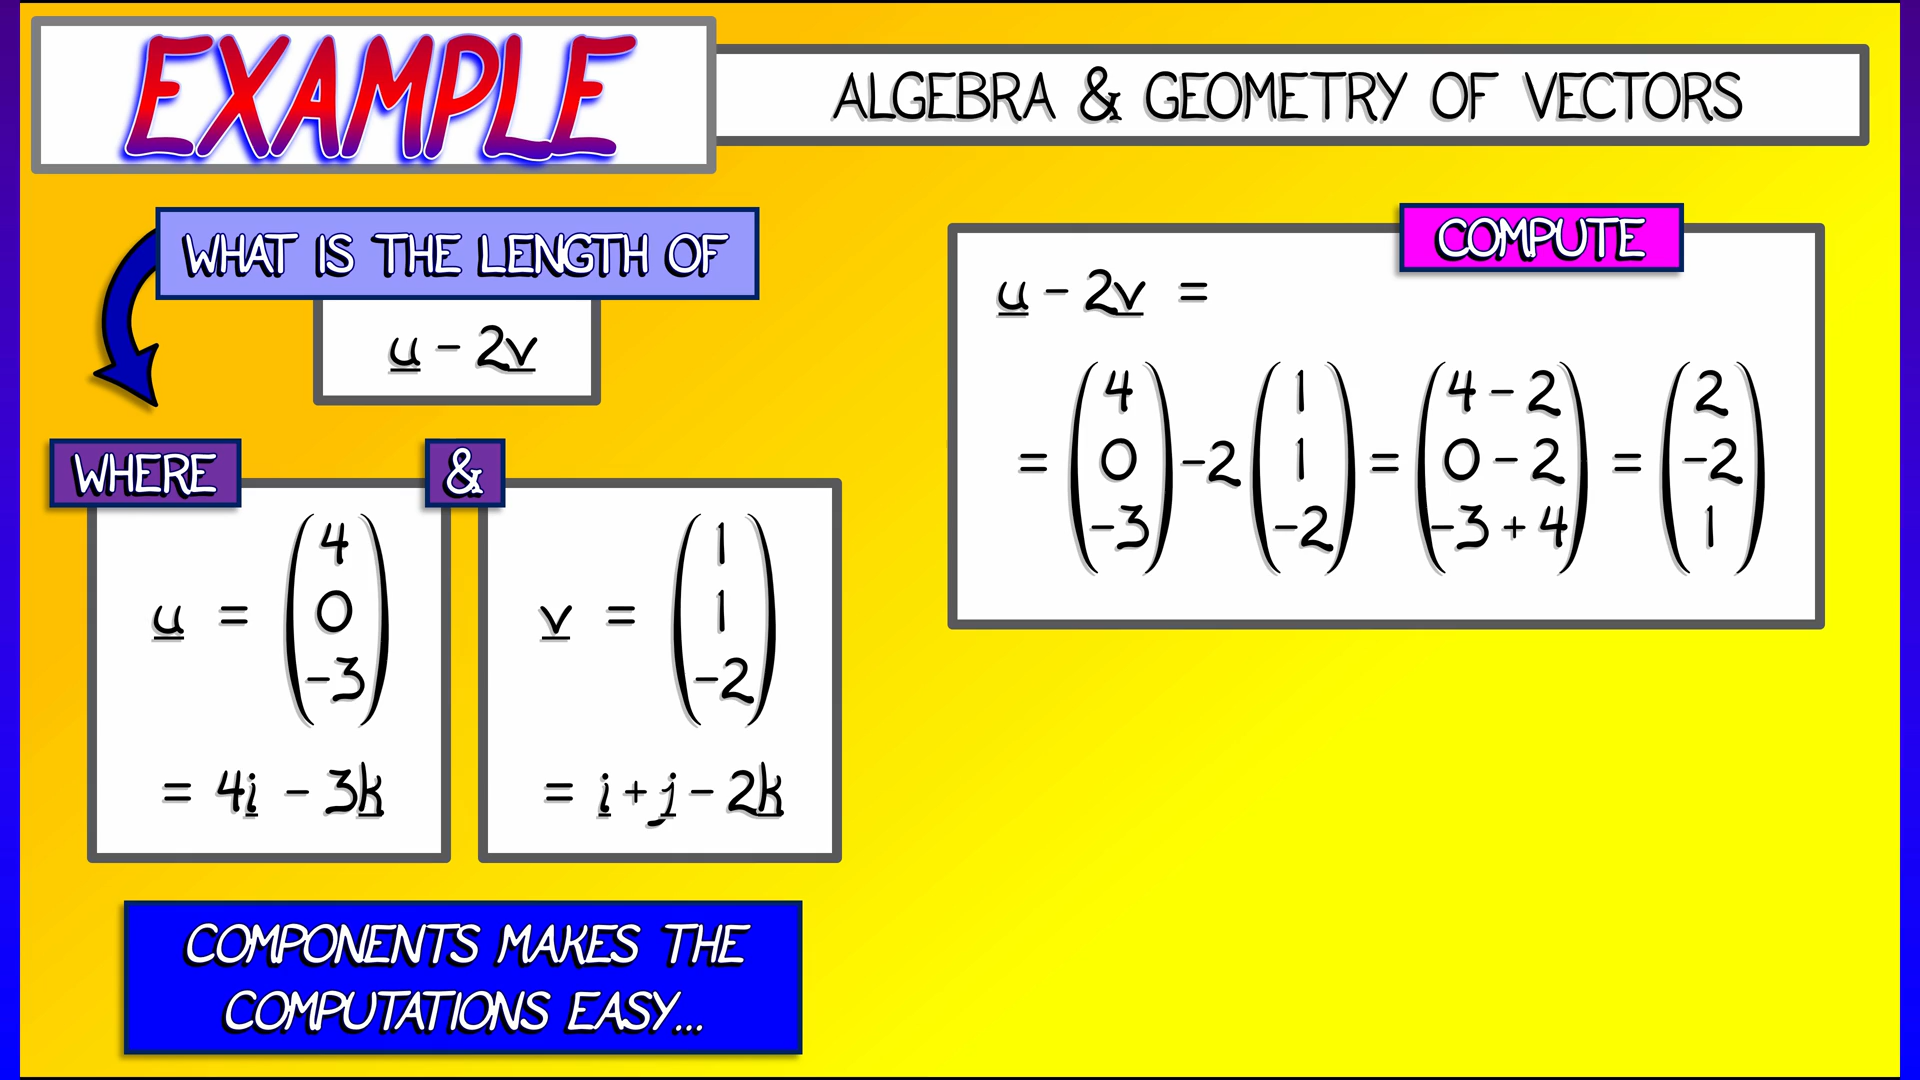 EXAMPLE
ALGEBRA & GEOMETRY OF VECTORS
WHAT IS THE LENGTH OF
u - 2v
WHERE
u = (4 0 -3)
= 4i - 3k
&
v = (1 1 -2)
= i + j - 2k
COMPONENTS MAKES THE
COMPUTATIONS EASY...
COMPUTE
u - 2v =
= (4 0 -3) -2 (1 1 -2) = (4 - 2 0 - 2 -3 + 4) = (2 -2 1)